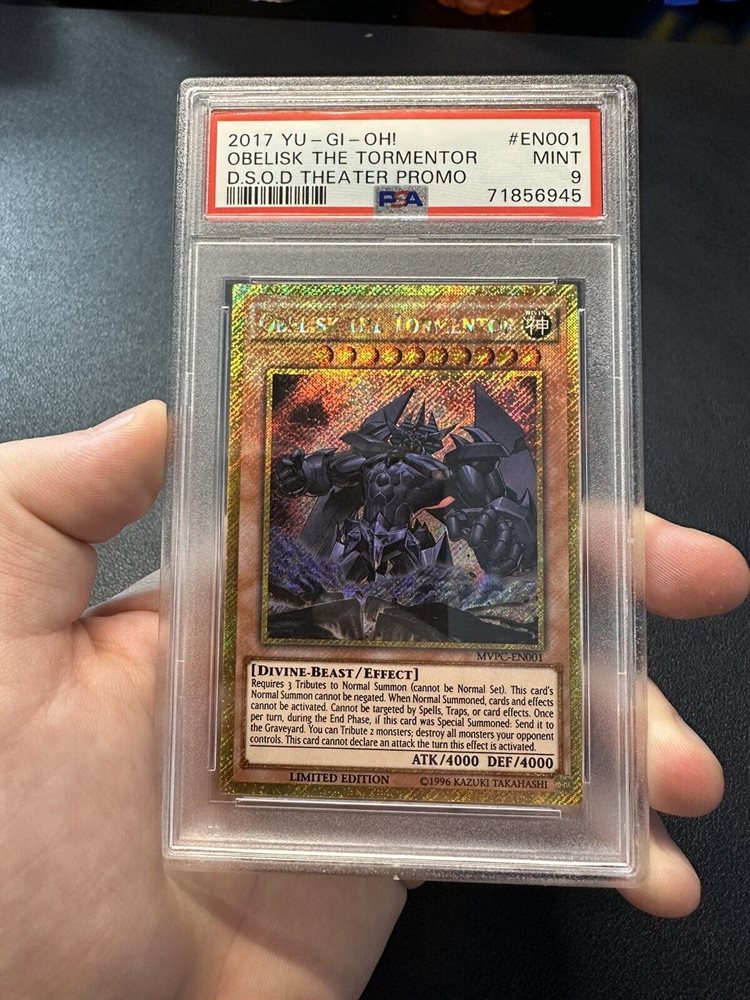 2017 YU-GI-OH! #EN001
OBELISK THE TORMENTOR MINT
D.S.O.D THEATER PROMO 9
PSA 71856945
OBELISK THE TORMENTOR
DIVINE
神
MVPC-EN001
[DIVINE-BEAST/EFFECT]
Requires 3 Tributes to Normal Summon (cannot be Normal Set). This card's
Normal Summon cannot be negated. When Normal Summoned, cards and effects
cannot be activated. Cannot be targeted by Spells, Traps, or card effects. Once
per turn, during the End Phase, if this card was Special Summoned: Send it to
the Graveyard. You can Tribute 2 monsters; destroy all monsters your opponent
controls. This card cannot declare an attack the turn this effect is activated.
ATK/4000 DEF/4000
LIMITED EDITION ©1996 KAZUKI TAKAHASHI